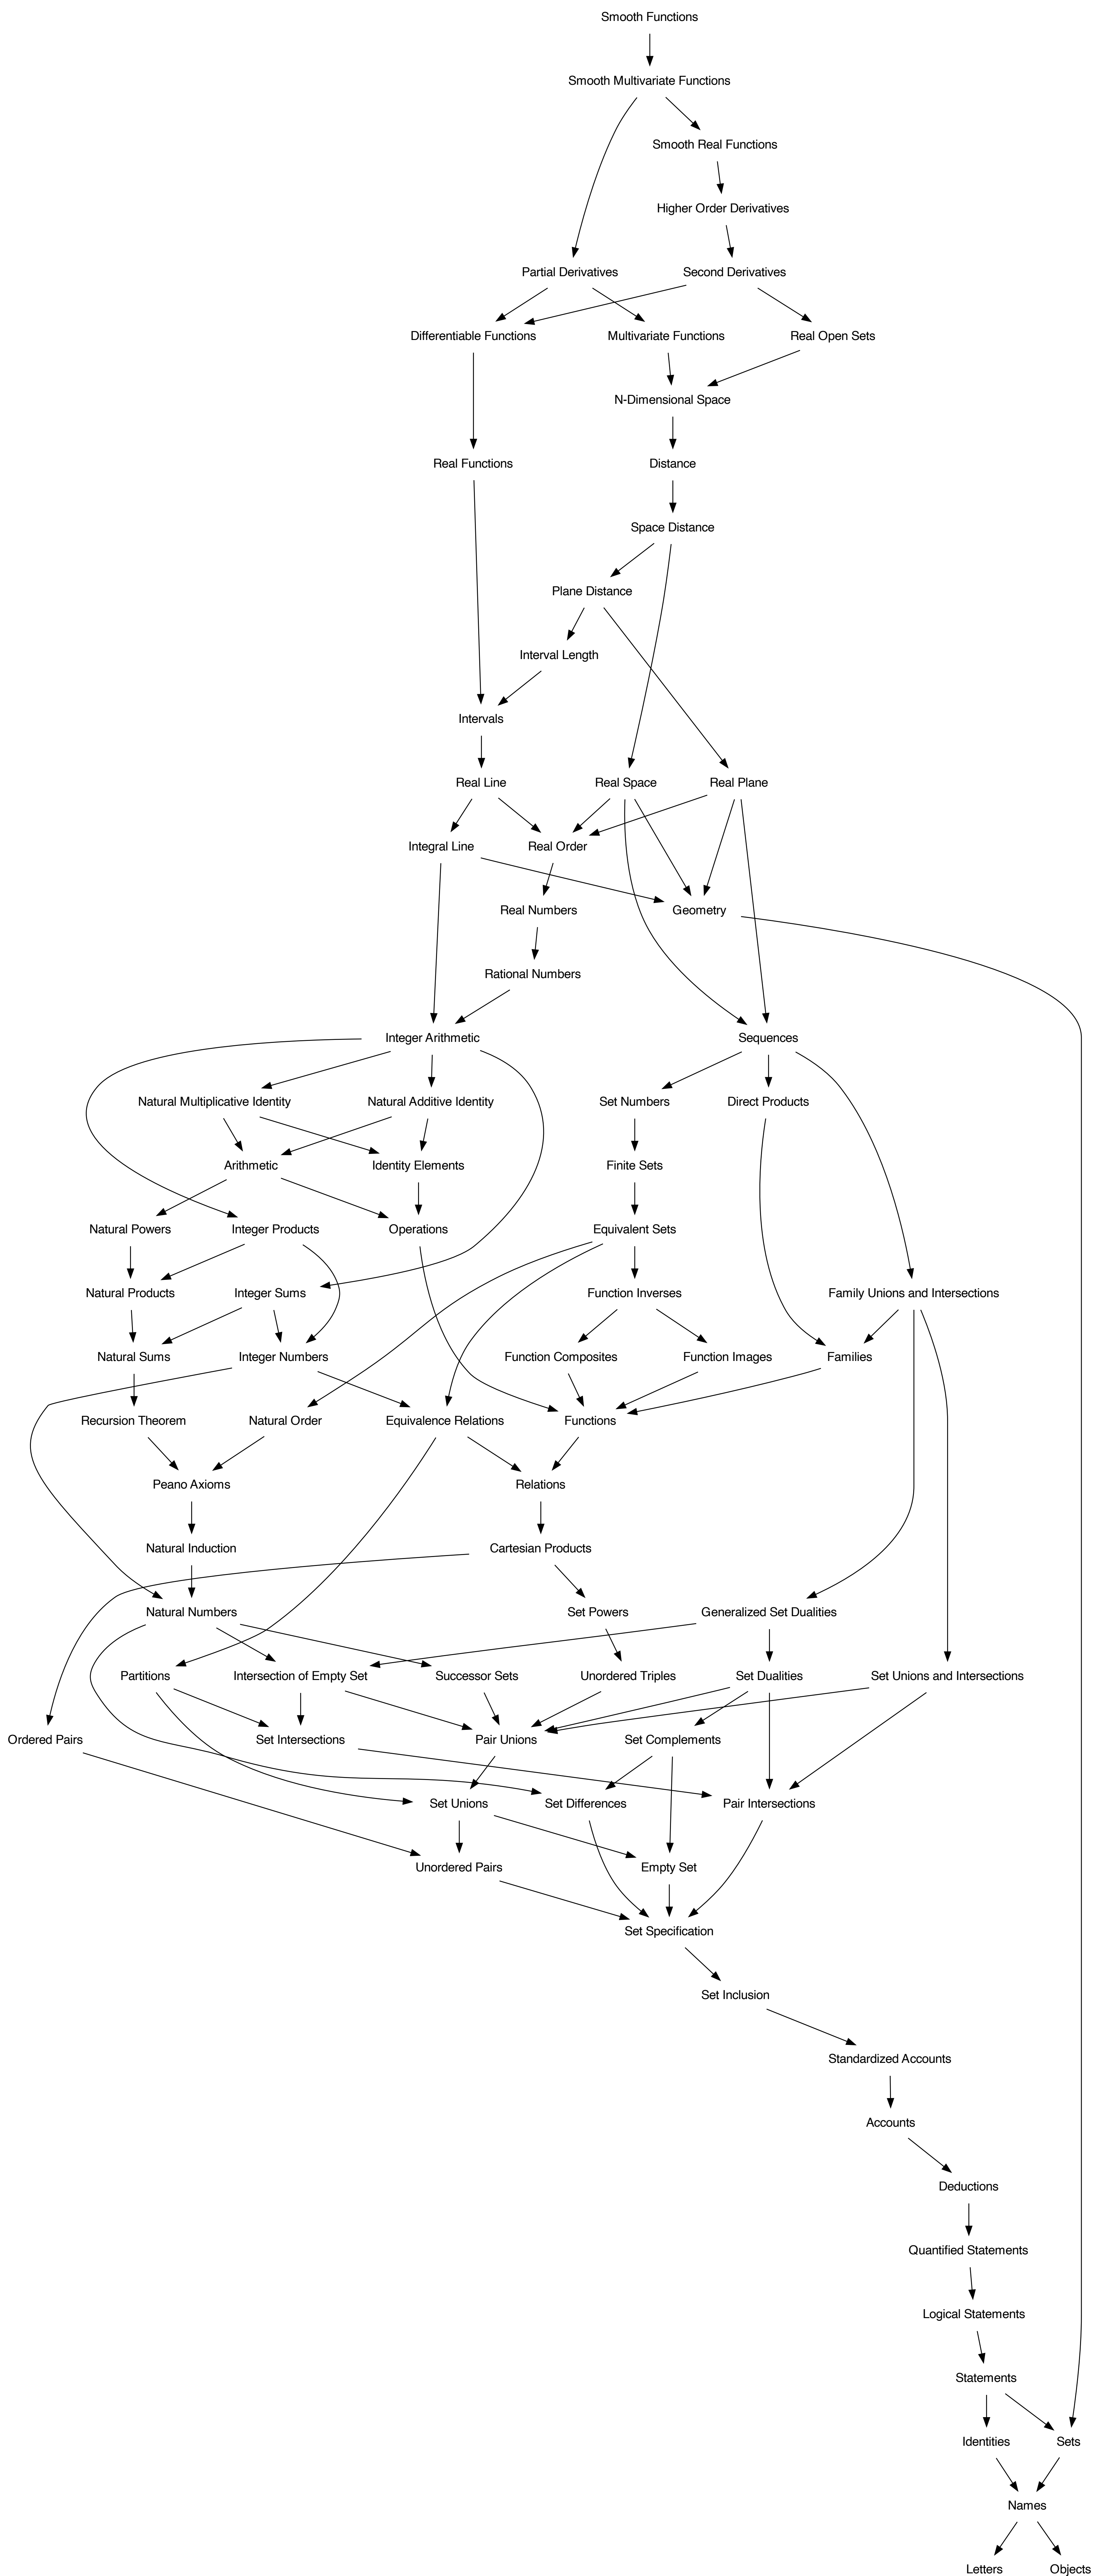 Smooth Functions
Smooth Multivariate Functions
Smooth Real Functions
Higher Order Derivatives
Partial Derivatives
Second Derivatives
Differentiable Functions
Multivariate Functions
Real Open Sets
N-Dimensional Space
Real Functions
Distance
Space Distance
Plane Distance
Interval Length
Intervals
Real Line
Real Space
Real Plane
Integral Line
Real Order
Real Numbers
Geometry
Rational Numbers
Integer Arithmetic
Sequences
Natural Multiplicative Identity
Natural Additive Identity
Set Numbers
Direct Products
Arithmetic
Identity Elements
Finite Sets
Natural Powers
Integer Products
Operations
Equivalent Sets
Natural Products
Integer Sums
Function Inverses
Family Unions and Intersections
Natural Sums
Integer Numbers
Function Composites
Function Images
Families
Recursion Theorem
Natural Order
Equivalence Relations
Functions
Peano Axioms
Relations
Natural Induction
Cartesian Products
Natural Numbers
Set Powers
Generalized Set Dualities
Partitions
Intersection of Empty Set
Successor Sets
Unordered Triples
Set Dualities
Set Unions and Intersections
Ordered Pairs
Set Intersections
Pair Unions
Set Complements
Set Unions
Set Differences
Pair Intersections
Unordered Pairs
Empty Set
Set Specification
Set Inclusion
Standardized Accounts
Accounts
Deductions
Quantified Statements
Logical Statements
Statements
Identities
Sets
Names
Letters
Objects